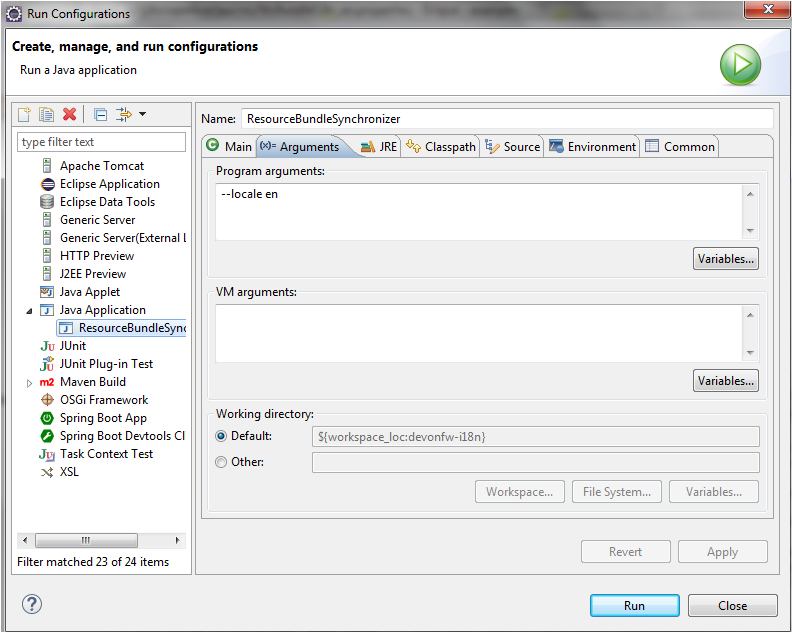 Run Configurations
Create, manage, and run configurations
Run a Java application
type filter text
Apache Tomcat
Eclipse Application
Eclipse Data Tools
Generic Server
Generic Server(External L
HTTP Preview
J2EE Preview
Java Applet
Java Application
ResourceBundleSync
JUnit
JUnit Plug-in Test
Maven Build
OSGi Framework
Spring Boot App
Spring Boot Devtools Cl
Task Context Test
XSL
Filter matched 23 of 24 items
Name: ResourceBundleSynchronizer
Main (x)= Arguments JRE Classpath Source Environment Common
Program arguments:
--locale en
Variables...
VM arguments:
Variables...
Working directory:
Default: ${workspace_loc:devonfw-i18n}
Other:
Workspace... File System... Variables...
Revert Apply
Run Close